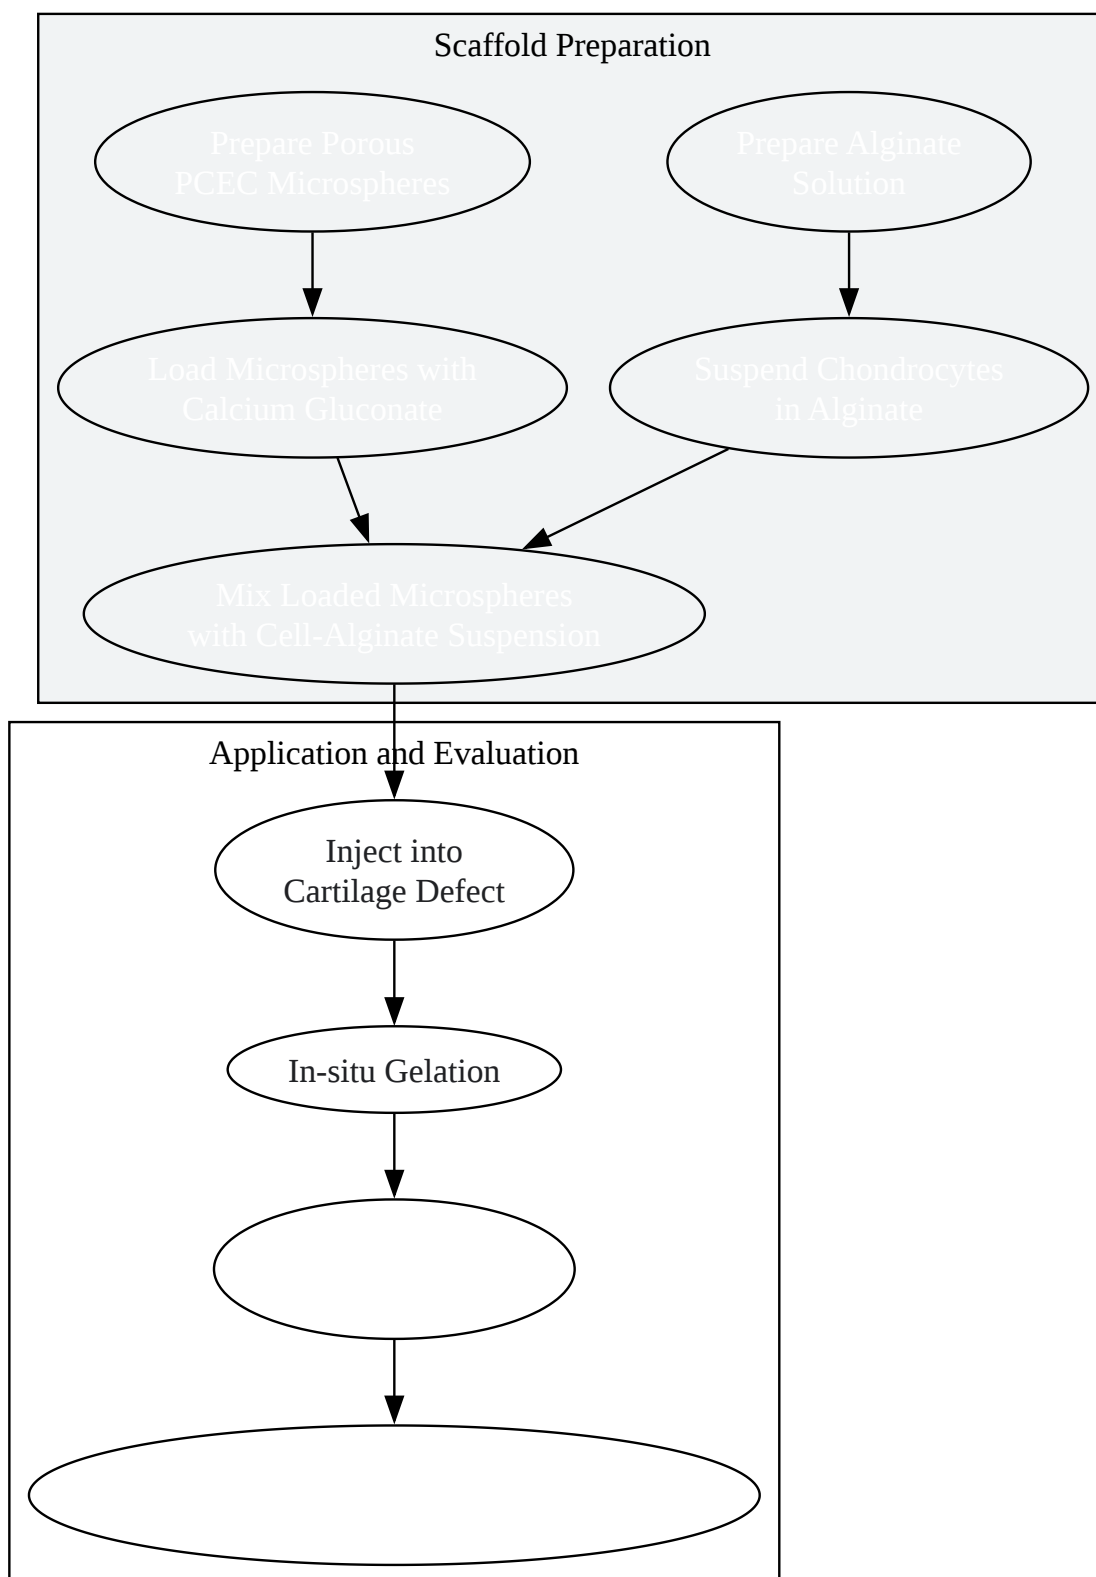 Scaffold Preparation
Prepare Porous
PCEC Microspheres
Prepare Alginate
Solution
Load Microspheres with
Calcium Gluconate
Suspend Chondrocytes
in Alginate
Mix Loaded Microspheres
with Cell-Alginate Suspension
Application and Evaluation
Inject into
Cartilage Defect
In-situ Gelation